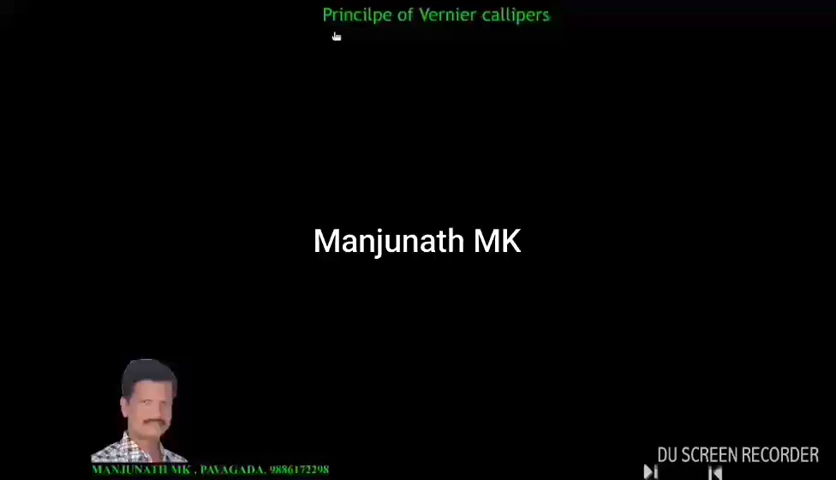 Princilpe of Vernier callipers
Manjunath MK
DU SCREEN RECORDER
MANJUNATH MK , PAVAGADA. 9886172298